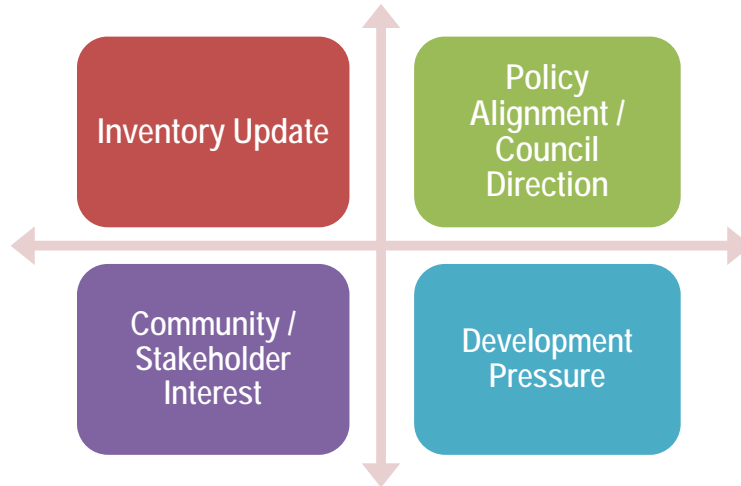 Inventory Update
Policy
Alignment /
Council
Direction
Community /
Stakeholder
Interest
Development
Pressure